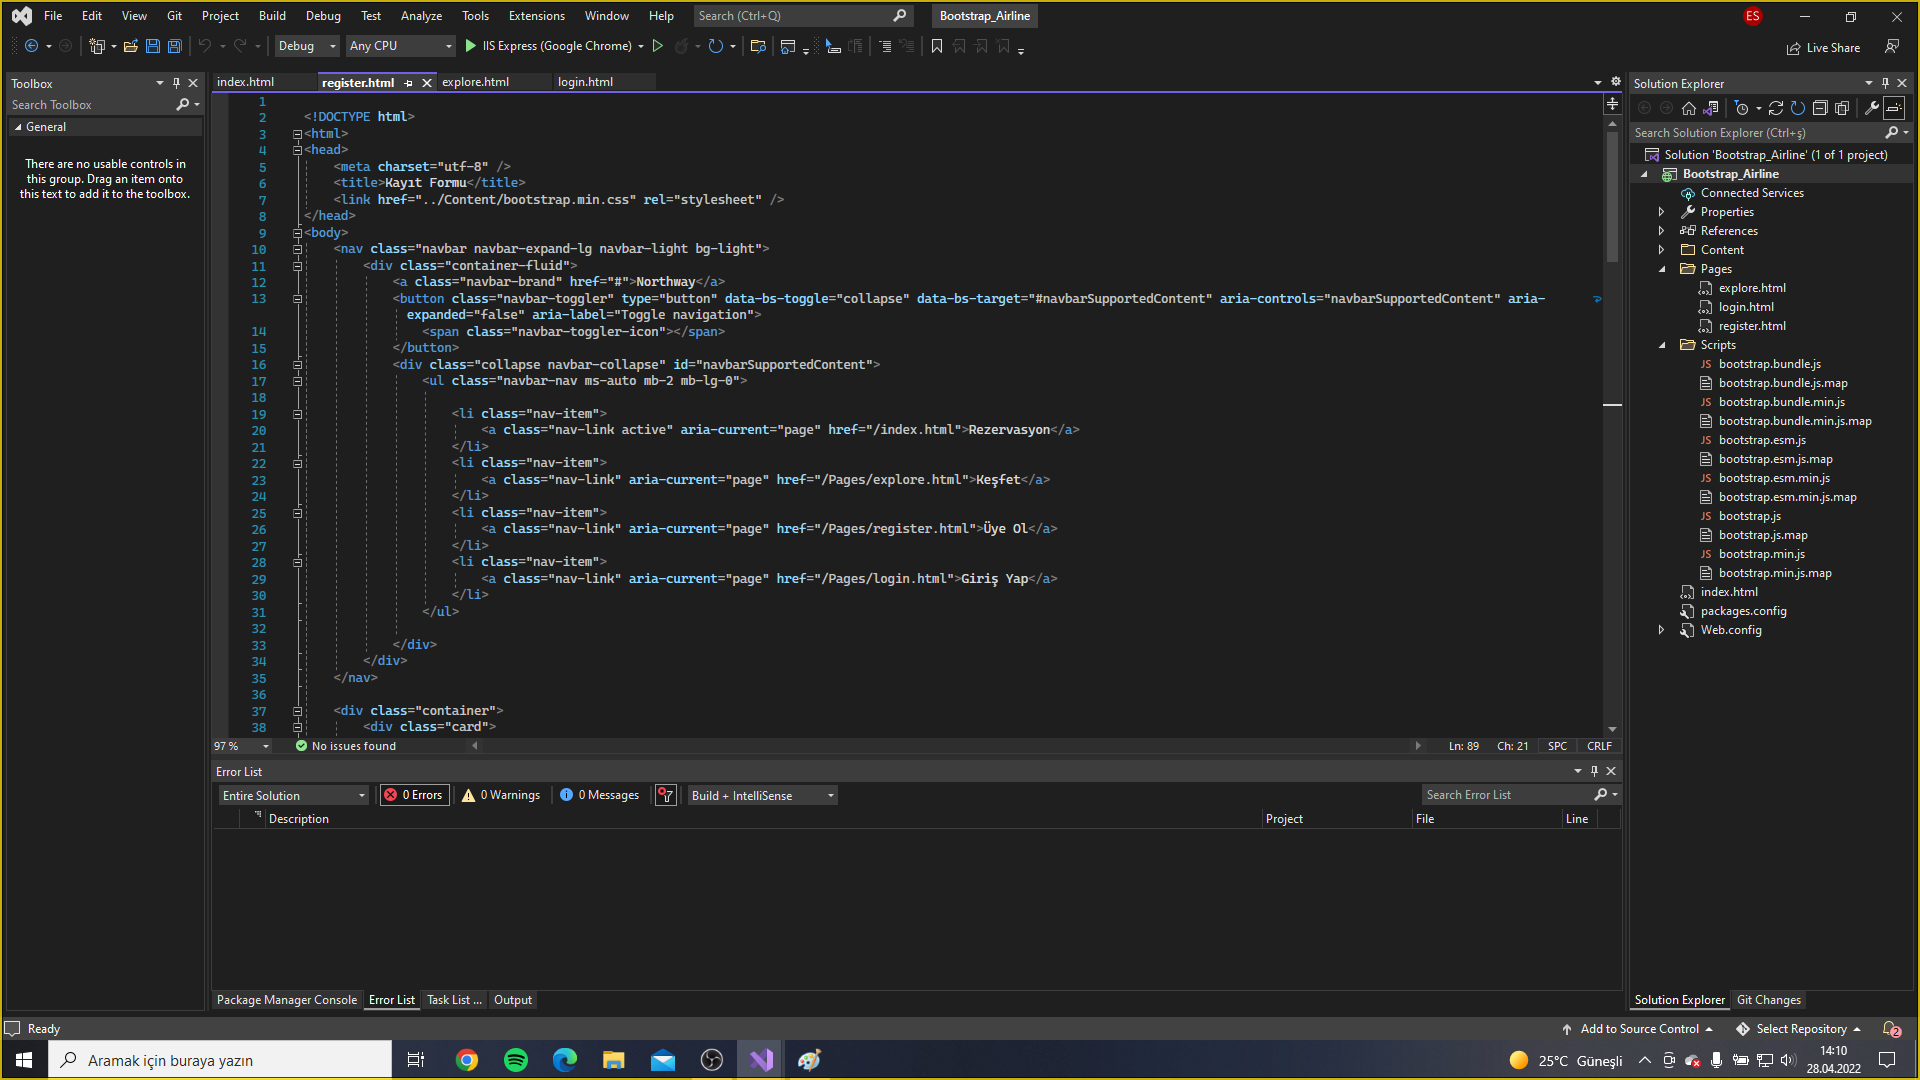 File Edit View Git Project Build Debug Test Analyze Tools Extensions Window Help Search (Ctrl+Q) Bootstrap_Airline ES
Debug Any CPU IIS Express (Google Chrome) Live Share
Toolbox
Search Toolbox
General
There are no usable controls in
this group. Drag an item onto
this text to add it to the toolbox.
index.html register.html explore.html login.html
1
2 <!DOCTYPE html>
3 <html>
4 <head>
5 <meta charset="utf-8" />
6 <title>Kayıt Formu</title>
7 <link href="../Content/bootstrap.min.css" rel="stylesheet" />
8 </head>
9 <body>
10 <nav class="navbar navbar-expand-lg navbar-light bg-light">
11 <div class="container-fluid">
12 <a class="navbar-brand" href="#">Northway</a>
13 <button class="navbar-toggler" type="button" data-bs-toggle="collapse" data-bs-target="#navbarSupportedContent" aria-controls="navbarSupportedContent" aria-
expanded="false" aria-label="Toggle navigation">
14 <span class="navbar-toggler-icon"></span>
15 </button>
16 <div class="collapse navbar-collapse" id="navbarSupportedContent">
17 <ul class="navbar-nav ms-auto mb-2 mb-lg-0">
18
19 <li class="nav-item">
20 <a class="nav-link active" aria-current="page" href="/index.html">Rezervasyon</a>
21 </li>
22 <li class="nav-item">
23 <a class="nav-link" aria-current="page" href="/Pages/explore.html">Keşfet</a>
24 </li>
25 <li class="nav-item">
26 <a class="nav-link" aria-current="page" href="/Pages/register.html">Üye Ol</a>
27 </li>
28 <li class="nav-item">
29 <a class="nav-link" aria-current="page" href="/Pages/login.html">Giriş Yap</a>
30 </li>
31 </ul>
32
33 </div>
34 </div>
35 </nav>
36
37 <div class="container">
38 <div class="card">
97 % No issues found Ln: 89 Ch: 21 SPC CRLF
Error List
Entire Solution 0 Errors 0 Warnings 0 Messages Build + IntelliSense Search Error List
Description Project File Line
Package Manager Console Error List Task List ... Output
Solution Explorer
Search Solution Explorer (Ctrl+ş)
Solution 'Bootstrap_Airline' (1 of 1 project)
Bootstrap_Airline
Connected Services
Properties
References
Content
Pages
explore.html
login.html
register.html
Scripts
JS bootstrap.bundle.js
bootstrap.bundle.js.map
JS bootstrap.bundle.min.js
bootstrap.bundle.min.js.map
JS bootstrap.esm.js
bootstrap.esm.js.map
JS bootstrap.esm.min.js
bootstrap.esm.min.js.map
JS bootstrap.js
bootstrap.js.map
JS bootstrap.min.js
bootstrap.min.js.map
index.html
packages.config
Web.config
Solution Explorer Git Changes
Ready Add to Source Control Select Repository 2
Aramak için buraya yazın 25°C Güneşli 14:10
28.04.2022